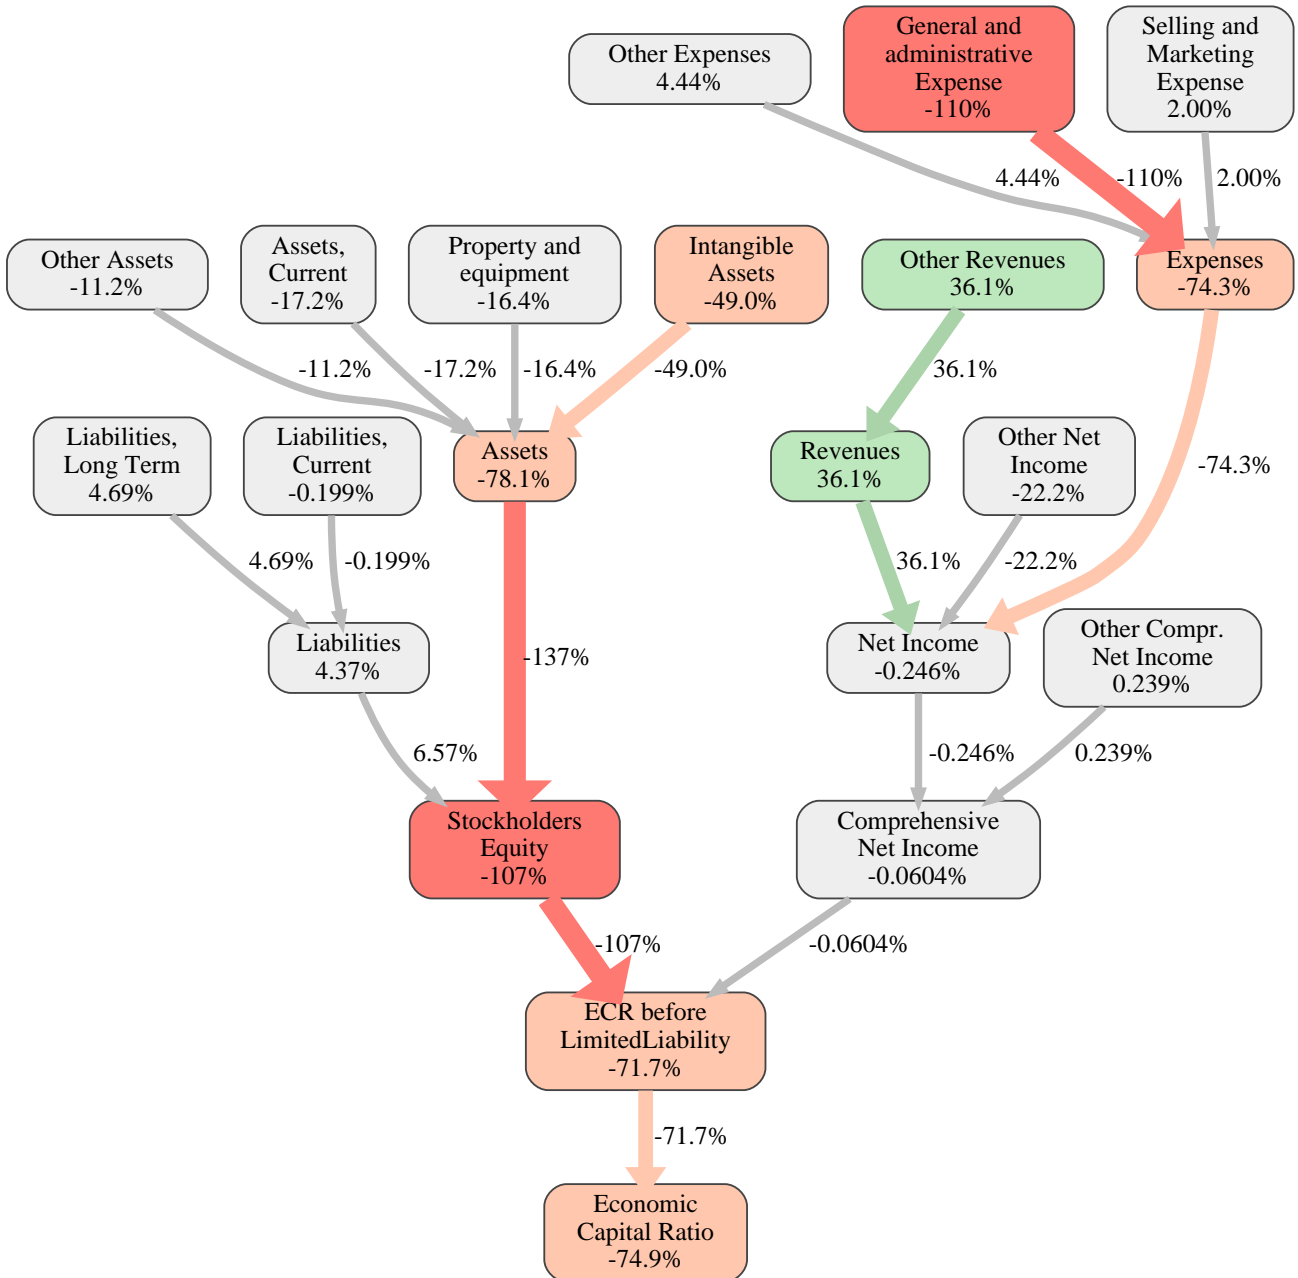 General and
administrative
Expense
-110%
Selling and
Marketing
Expense
2.00%
Other Expenses
4.44%
4.44%
-110%
2.00%
Other Assets
-11.2%
Assets,
Current
-17.2%
Property and
equipment
-16.4%
Intangible
Assets
-49.0%
Other Revenues
36.1%
Expenses
-74.3%
-11.2%
-17.2%
-16.4%
-49.0%
36.1%
Liabilities,
Long Term
4.69%
Liabilities,
Current
-0.199%
Assets
-78.1%
Revenues
36.1%
Other Net
Income
-22.2%
-74.3%
4.69%
-0.199%
36.1%
-22.2%
Liabilities
4.37%
-137%
Net Income
-0.246%
Other Compr.
Net Income
0.239%
6.57%
-0.246%
0.239%
Stockholders
Equity
-107%
Comprehensive
Net Income
-0.0604%
-107%
-0.0604%
ECR before
LimitedLiability
-71.7%
-71.7%
Economic
Capital Ratio
-74.9%